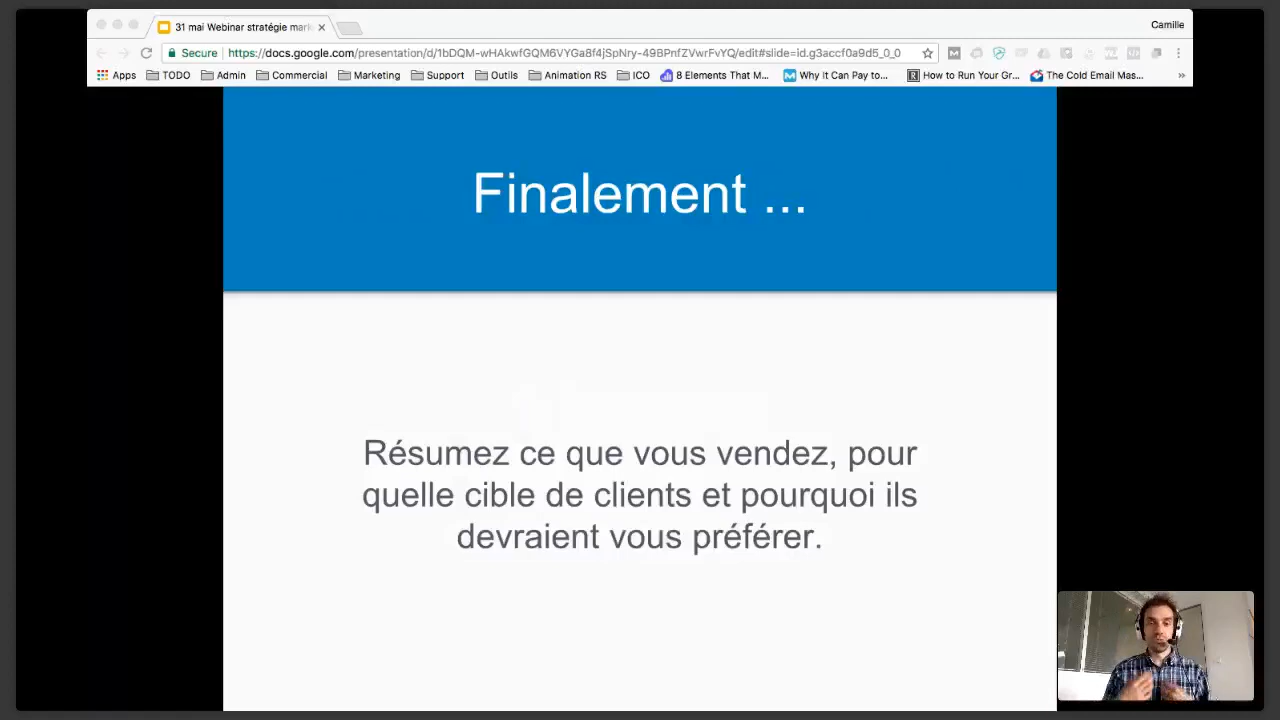 31 mai Webinar stratégie mark
Camille
Secure https://docs.google.com/presentation/d/1bDQM-wHAkwfGQM6VYGa8f4jSpNry-49BPnfZVwrFvYQ/edit#slide=id.g3accf0a9d5_0_0
Apps TODO Admin Commercial Marketing Support Outils Animation RS ICO 8 Elements That M... Why it Can Pay to... How to Run Your Gr... The Cold Email Mas... »
Finalement ...
Résumez ce que vous vendez, pour
quelle cible de clients et pourquoi ils
devraient vous préférer.